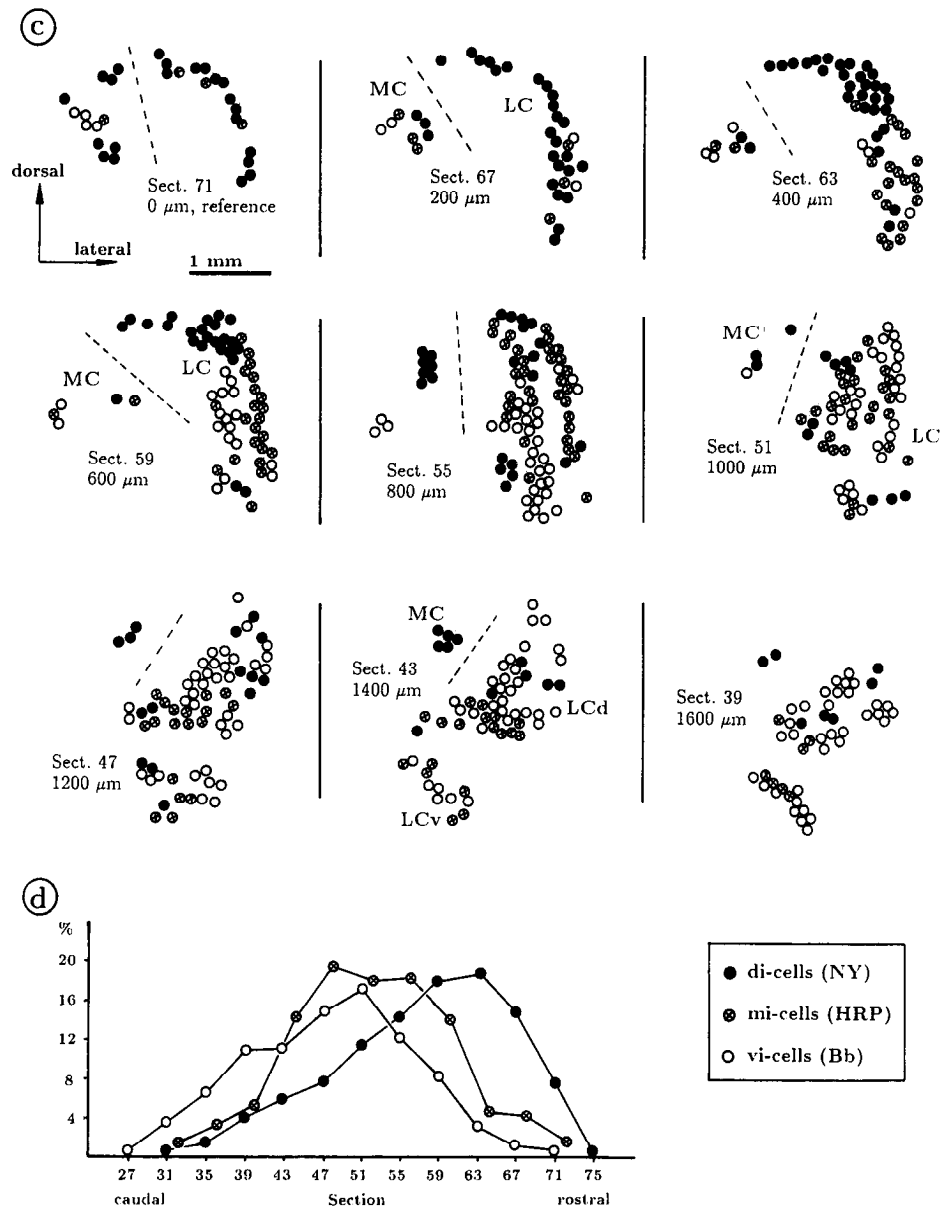 c
MC
LC
dorsal
lateral
Sect. 71
0 μm, reference
1 mm
Sect. 67
200 μm
Sect. 63
400 μm
MC
LC
Sect. 59
600 μm
Sect. 55
800 μm
MC
LC
Sect. 51
1000 μm
Sect. 47
1200 μm
MC
Sect. 43
1400 μm
LCd
LCv
Sect. 39
1600 μm
d
%
20
16
12
8
4
27 31 35 39 43 47 51 55 59 63 67 71 75
caudal Section rostral
di-cells (NY)
mi-cells (HRP)
vi-cells (Bb)